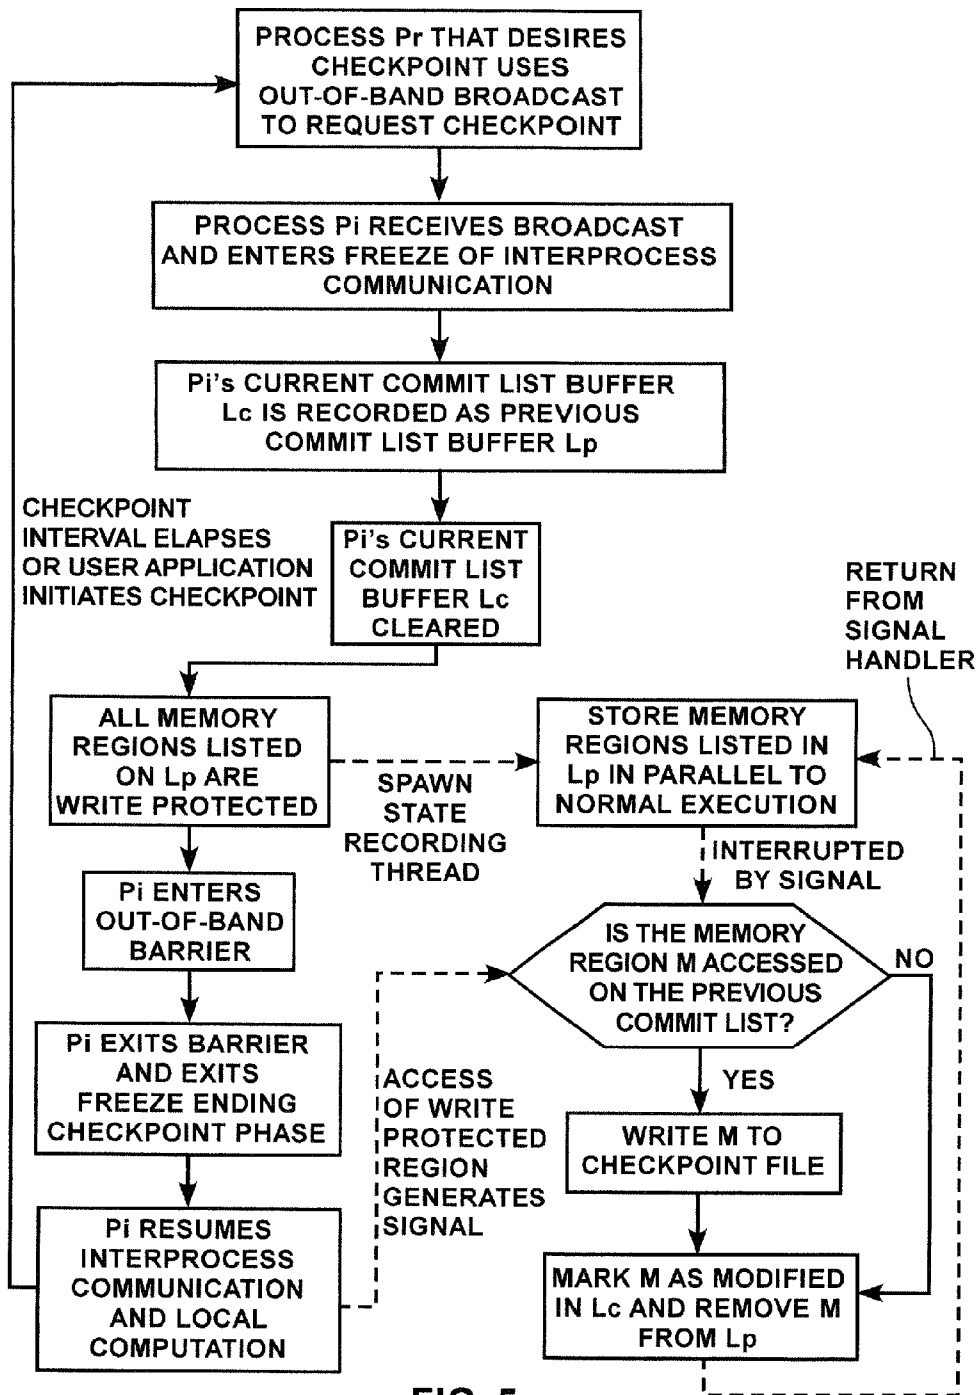 PROCESS Pr THAT DESIRES
CHECKPOINT USES
OUT-OF-BAND BROADCAST
TO REQUEST CHECKPOINT
PROCESS Pi RECEIVES BROADCAST
AND ENTERS FREEZE OF INTERPROCESS
COMMUNICATION
Pi's CURRENT COMMIT LIST BUFFER
Lc IS RECORDED AS PREVIOUS
COMMIT LIST BUFFER Lp
CHECKPOINT
INTERVAL ELAPSES
OR USER APPLICATION
INITIATES CHECKPOINT
Pi's CURRENT
COMMIT LIST
BUFFER Lc
CLEARED
RETURN
FROM
SIGNAL
HANDLER
ALL MEMORY
REGIONS LISTED
ON Lp ARE
WRITE PROTECTED
SPAWN
STATE
RECORDING
THREAD
STORE MEMORY
REGIONS LISTED IN
Lp IN PARALLEL TO
NORMAL EXECUTION
INTERRUPTED
BY SIGNAL
Pi ENTERS
OUT-OF-BAND
BARRIER
IS THE MEMORY
REGION M ACCESSED
ON THE PREVIOUS
COMMIT LIST?
NO
YES
Pi EXITS BARRIER
AND EXITS
FREEZE ENDING
CHECKPOINT PHASE
ACCESS
OF WRITE
PROTECTED
REGION
GENERATES
SIGNAL
WRITE M TO
CHECKPOINT FILE
Pi RESUMES
INTERPROCESS
COMMUNICATION
AND LOCAL
COMPUTATION
MARK M AS MODIFIED
IN Lc AND REMOVE M
FROM Lp
FIG. 5